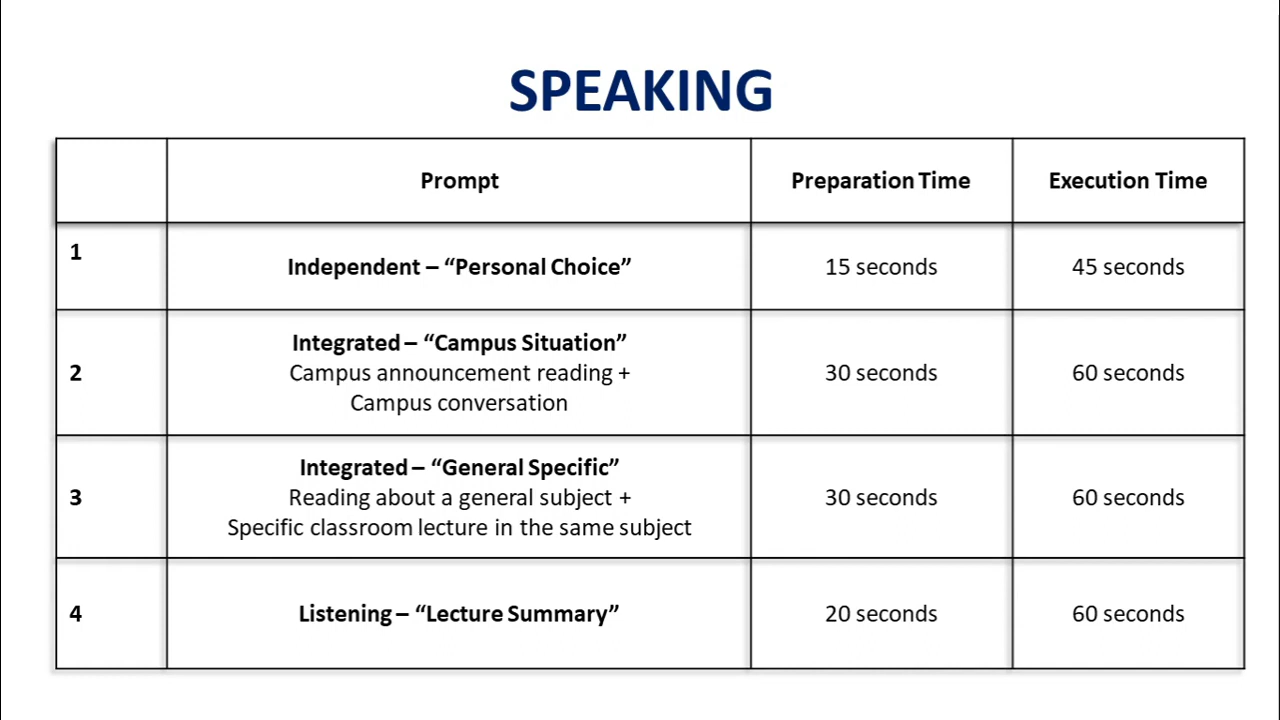 SPEAKING
Prompt
Preparation Time
Execution Time
1
Independent – “Personal Choice”
15 seconds
45 seconds
2
Integrated – “Campus Situation”
Campus announcement reading +
Campus conversation
30 seconds
60 seconds
3
Integrated – “General Specific”
Reading about a general subject +
Specific classroom lecture in the same subject
30 seconds
60 seconds
4
Listening – “Lecture Summary”
20 seconds
60 seconds